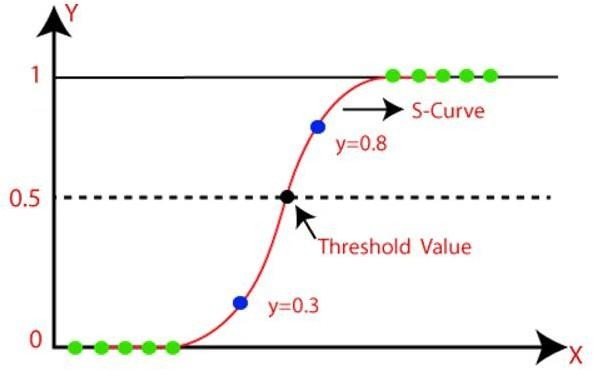 Y
1
S-Curve
y=0.8
0.5
Threshold Value
y=0.3
0
X